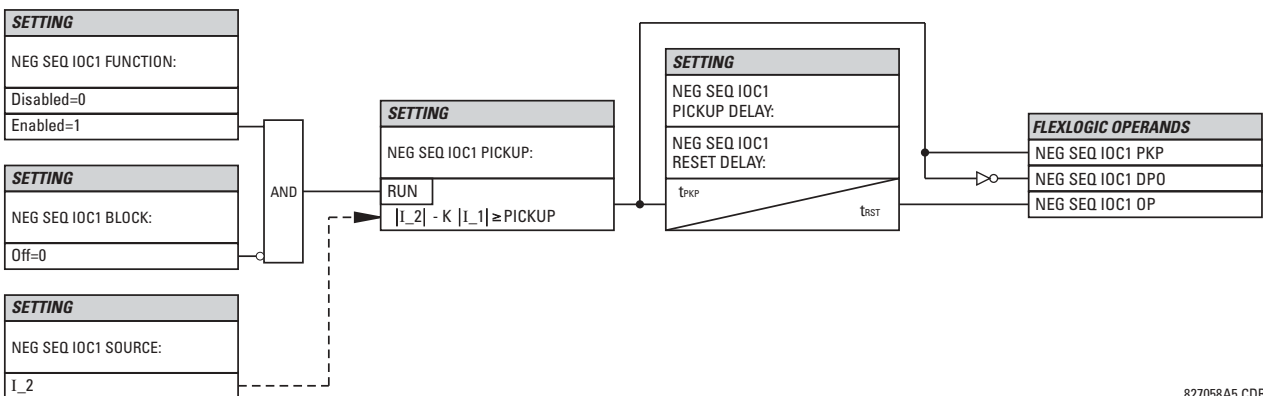 SETTING
NEG SEQ IOC1 FUNCTION:
Disabled=0
Enabled=1
SETTING
NEG SEQ IOC1 BLOCK:
Off=0
SETTING
NEG SEQ IOC1 SOURCE:
I_2
AND
SETTING
NEG SEQ IOC1 PICKUP:
RUN
|I_2| - K |I_1| ≥ PICKUP
SETTING
NEG SEQ IOC1
PICKUP DELAY:
NEG SEQ IOC1
RESET DELAY:
tPKP
tRST
FLEXLOGIC OPERANDS
NEG SEQ IOC1 PKP
NEG SEQ IOC1 DPO
NEG SEQ IOC1 OP
827058A5.CDR